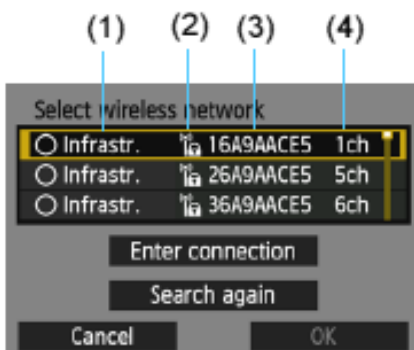 (1) (2) (3) (4)
Select wireless network
Infrastr. 16A9AACE5 1ch
Infrastr. 26A9AACE5 5ch
Infrastr. 36A9AACE5 6ch
Enter connection
Search again
Cancel OK